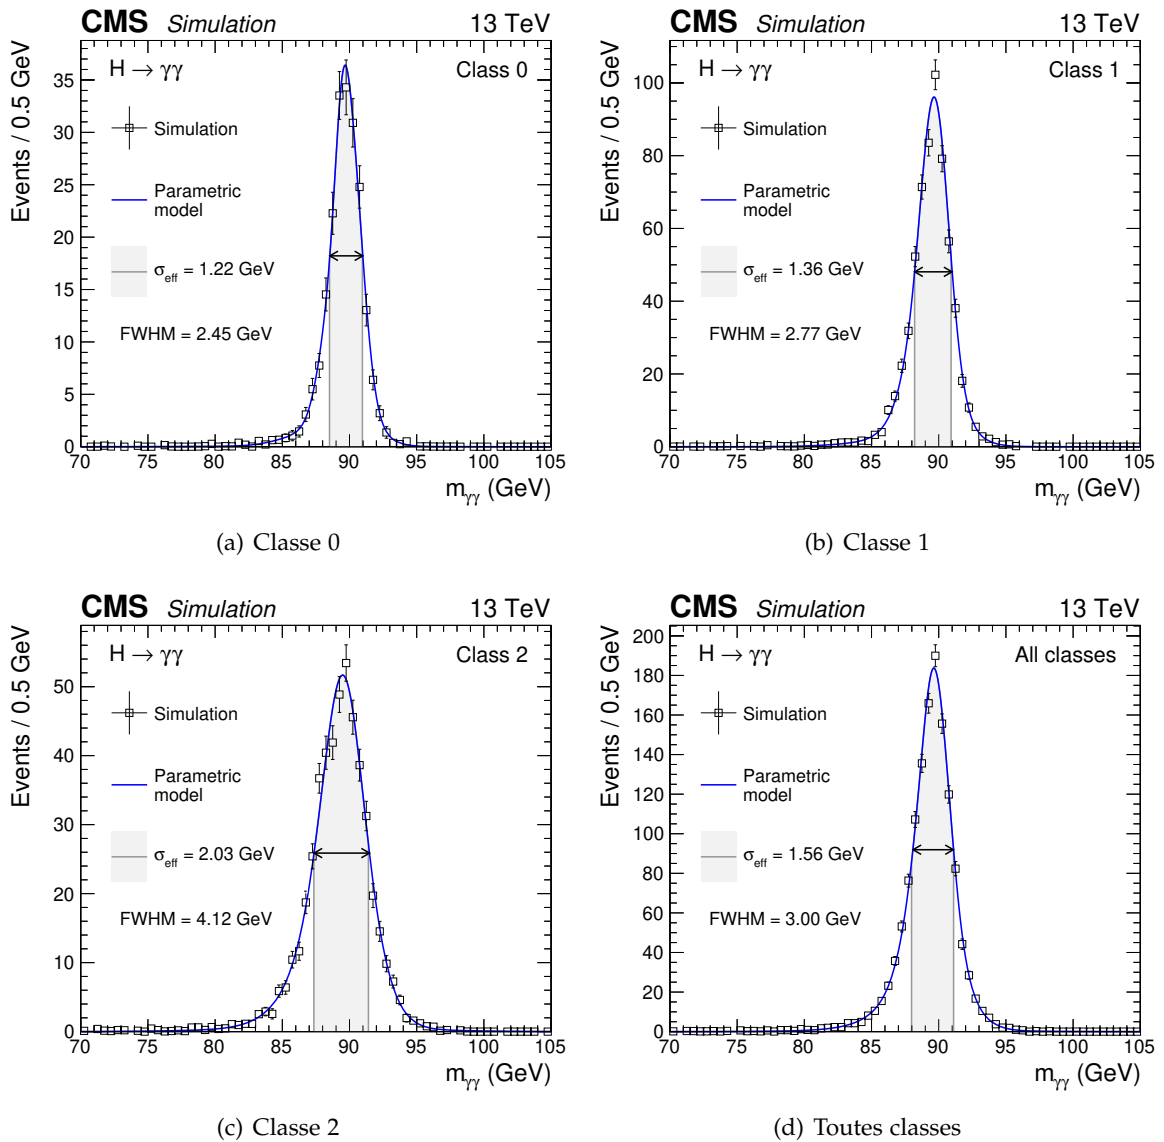 CMS Simulation 13 TeV
Events / 0.5 GeV
H → γγ Class 0
Simulation
Parametric
model
σeff = 1.22 GeV
FWHM = 2.45 GeV
35
30
25
20
15
10
5
0
70 75 80 85 90 95 100 105
mγγ (GeV)
(a) Classe 0
CMS Simulation 13 TeV
Events / 0.5 GeV
H → γγ Class 1
Simulation
Parametric
model
σeff = 1.36 GeV
FWHM = 2.77 GeV
100
80
60
40
20
0
70 75 80 85 90 95 100 105
mγγ (GeV)
(b) Classe 1
CMS Simulation 13 TeV
Events / 0.5 GeV
H → γγ Class 2
Simulation
Parametric
model
σeff = 2.03 GeV
FWHM = 4.12 GeV
50
40
30
20
10
0
70 75 80 85 90 95 100 105
mγγ (GeV)
(c) Classe 2
CMS Simulation 13 TeV
Events / 0.5 GeV
H → γγ All classes
Simulation
Parametric
model
σeff = 1.56 GeV
FWHM = 3.00 GeV
200
180
160
140
120
100
80
60
40
20
0
70 75 80 85 90 95 100 105
mγγ (GeV)
(d) Toutes classes